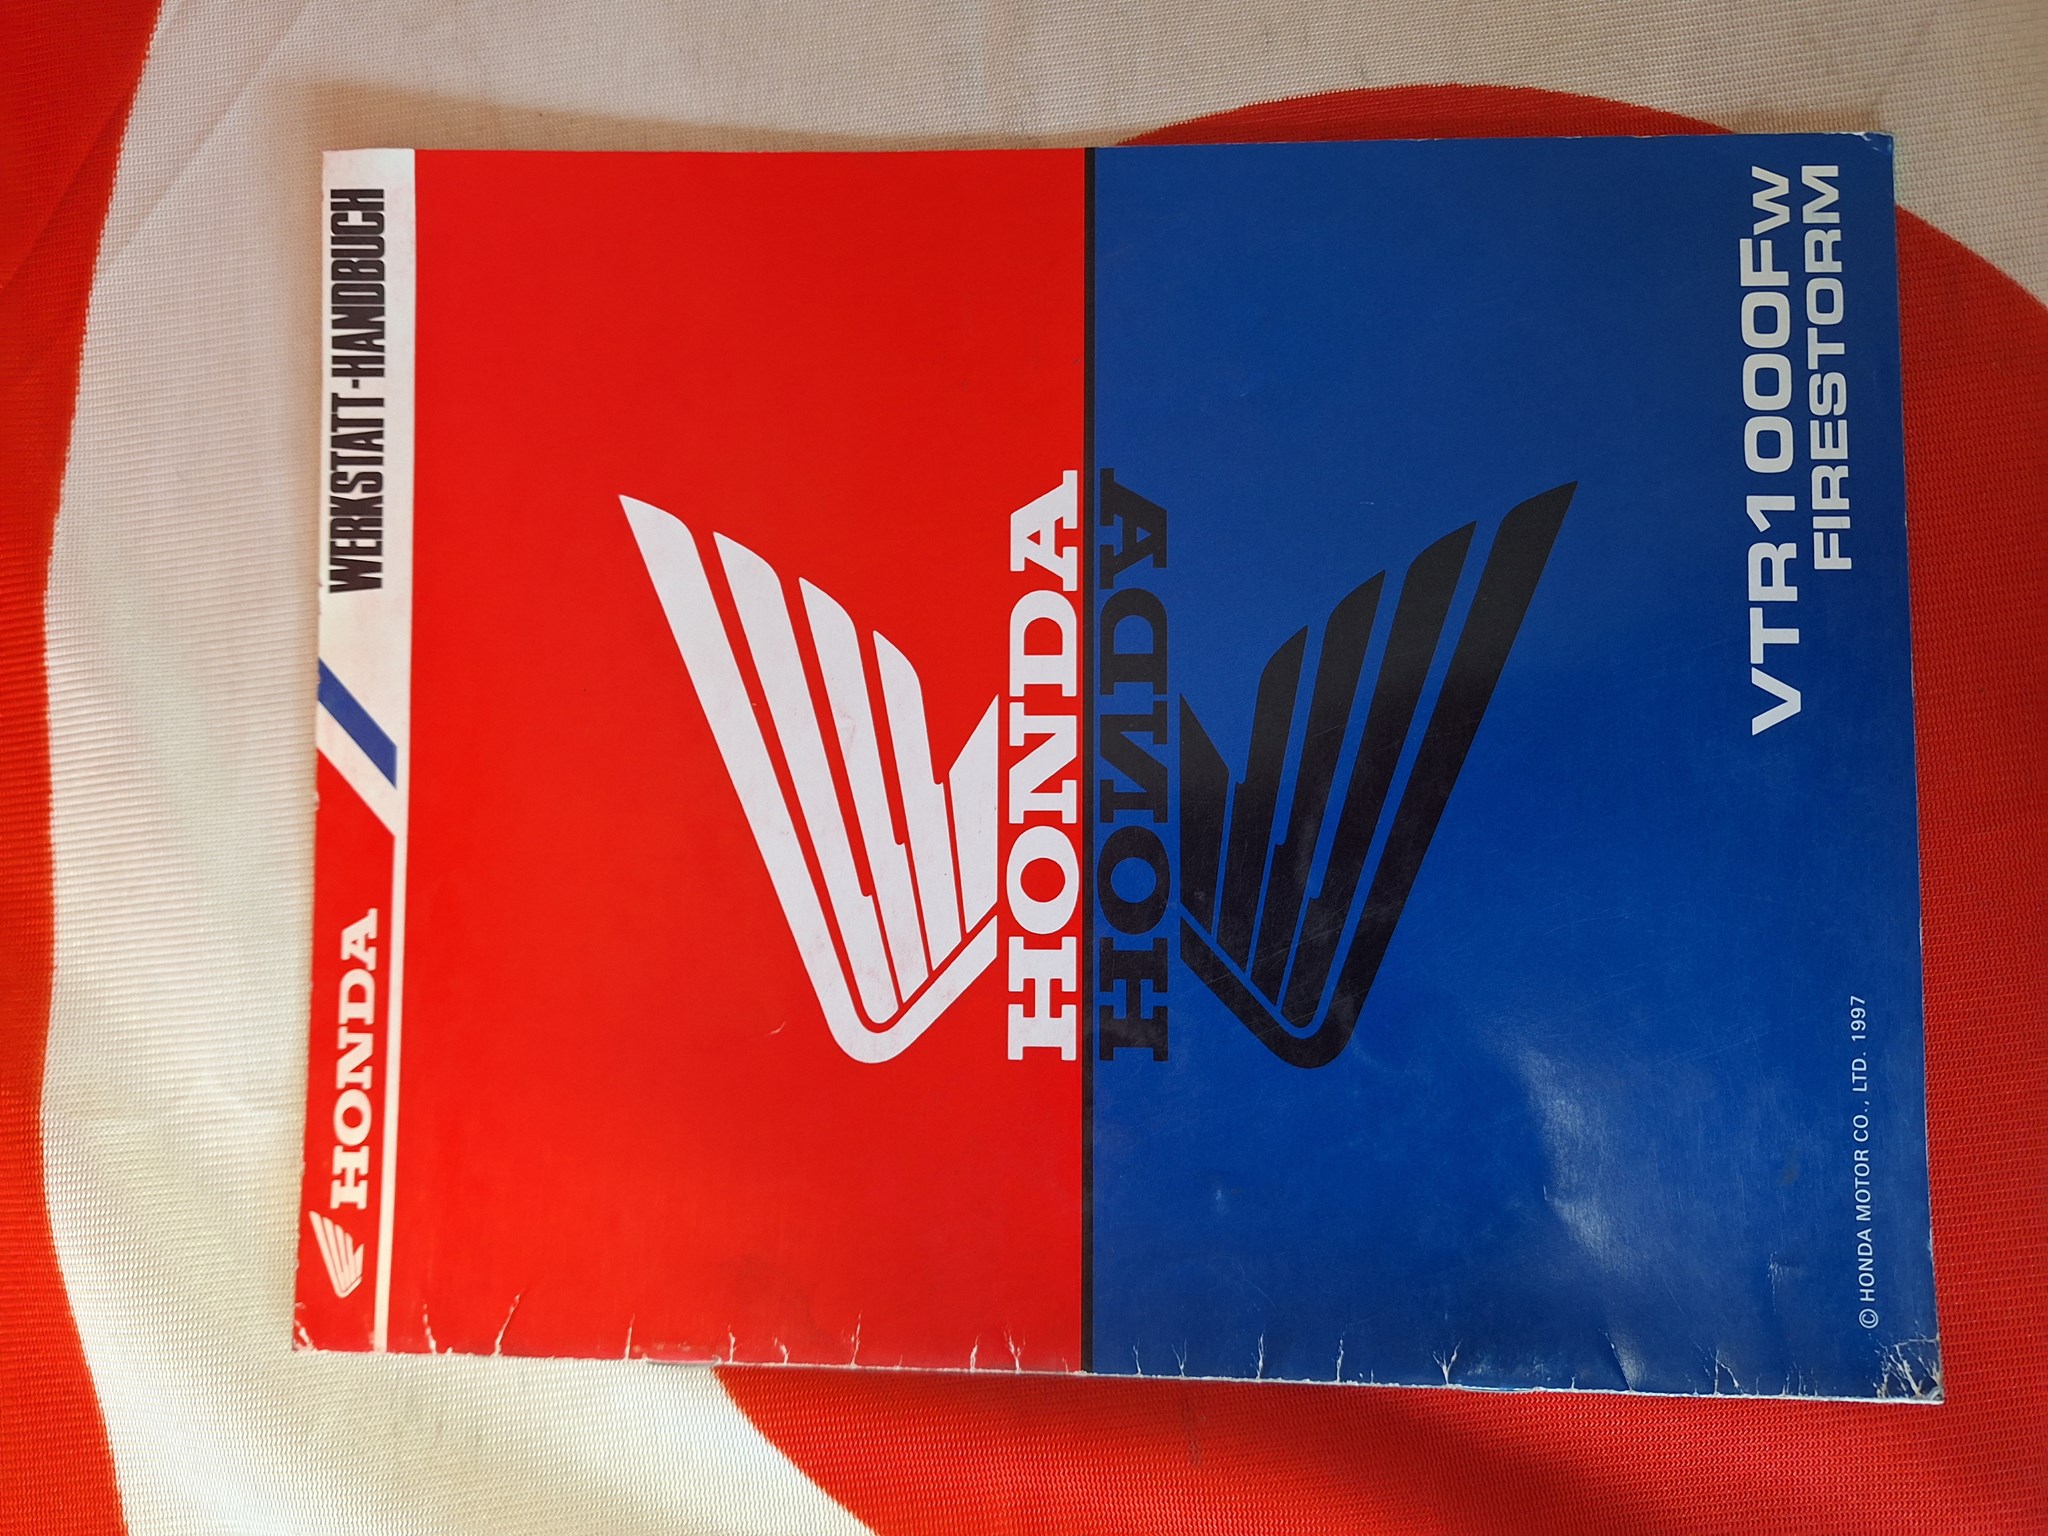 HONDA
WERKSTATT-HANDBUCH
HONDA
HONDA
VTR1000FW
FIRESTORM
© HONDA MOTOR CO., LTD. 1997